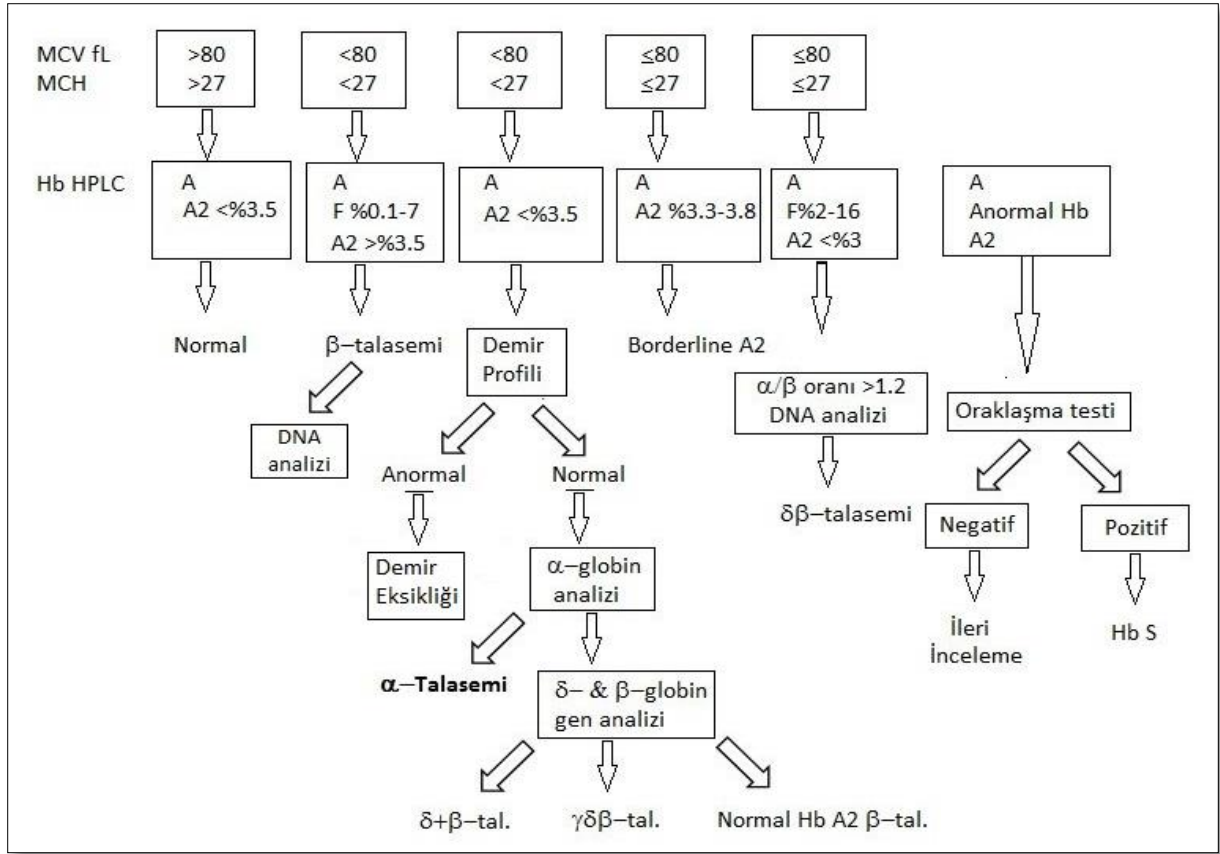 MCV fL
MCH
>80
>27
<80
<27
<80
<27
≤80
≤27
≤80
≤27
Hb HPLC
A
A2 <%3.5
A
F %0.1-7
A2 >%3.5
A
A2 <%3.5
A
A2 %3.3-3.8
A
F%2-16
A2 <%3
A
Anormal Hb
A2
Normal
β–talasemi
Demir
Profili
Borderline A2
α/β oranı >1.2
DNA analizi
Oraklaşma testi
DNA
analizi
Anormal
Normal
δβ–talasemi
Negatif
Pozitif
Demir
Eksikliği
α–globin
analizi
İleri
İnceleme
Hb S
α–Talasemi
δ– & β–globin
gen analizi
δ+β–tal.
γδβ–tal.
Normal Hb A2 β–tal.